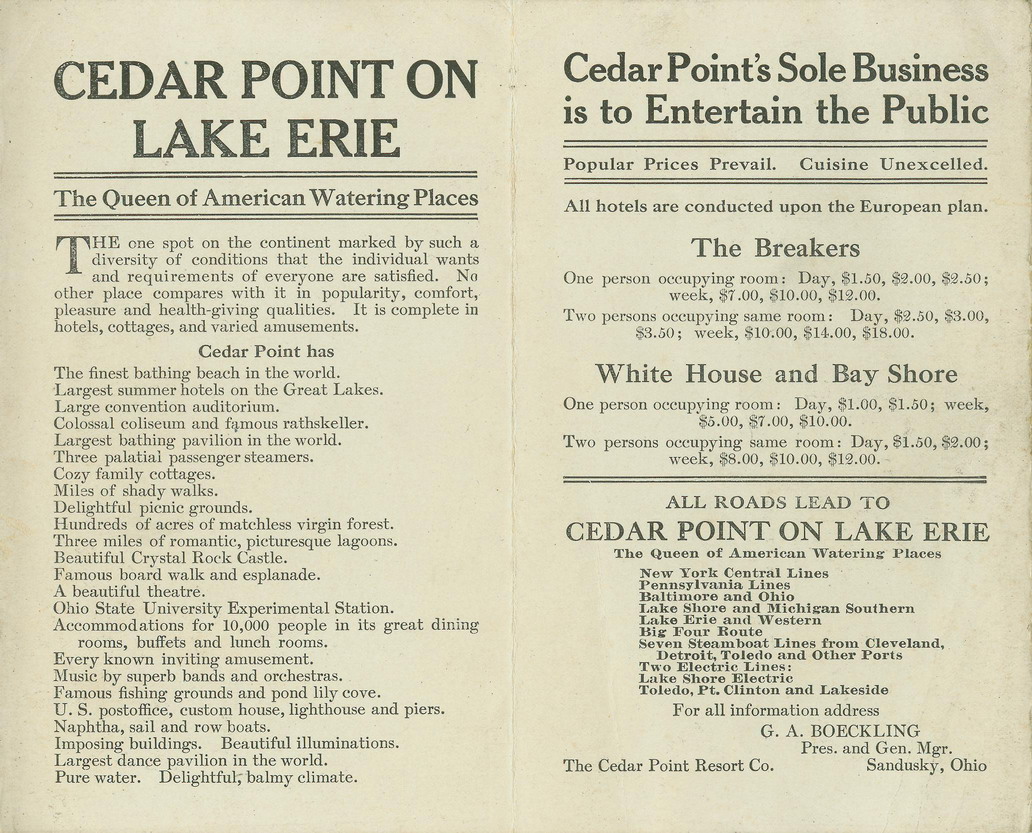 CEDAR POINT ON
LAKE ERIE
The Queen of American Watering Places
THE one spot on the continent marked by such a
diversity of conditions that the individual wants
and requirements of everyone are satisfied. No
other place compares with it in popularity, comfort,
pleasure and health-giving qualities. It is complete in
hotels, cottages, and varied amusements.
Cedar Point has
The finest bathing beach in the world.
Largest summer hotels on the Great Lakes.
Large convention auditorium.
Colossal coliseum and famous rathskeller.
Largest bathing pavilion in the world.
Three palatial passenger steamers.
Cozy family cottages.
Miles of shady walks.
Delightful picnic grounds.
Hundreds of acres of matchless virgin forest.
Three miles of romantic, picturesque lagoons.
Beautiful Crystal Rock Castle.
Famous board walk and esplanade.
A beautiful theatre.
Ohio State University Experimental Station.
Accommodations for 10,000 people in its great dining
rooms, buffets and lunch rooms.
Every known inviting amusement.
Music by superb bands and orchestras.
Famous fishing grounds and pond lily cove.
U. S. postoffice, custom house, lighthouse and piers.
Naphtha, sail and row boats.
Imposing buildings. Beautiful illuminations.
Largest dance pavilion in the world.
Pure water. Delightful, balmy climate.
Cedar Point's Sole Business
is to Entertain the Public
Popular Prices Prevail. Cuisine Unexcelled.
All hotels are conducted upon the European plan.
The Breakers
One person occupying room: Day, $1.50, $2.00, $2.50;
week, $7.00, $10.00, $12.00.
Two persons occupying same room: Day, $2.50, $3.00,
$3.50; week, $10.00, $14.00, $18.00.
White House and Bay Shore
One person occupying room: Day, $1.00, $1.50; week,
$5.00, $7.00, $10.00.
Two persons occupying same room: Day, $1.50, $2.00;
week, $8.00, $10.00, $12.00.
ALL ROADS LEAD TO
CEDAR POINT ON LAKE ERIE
The Queen of American Watering Places
New York Central Lines
Pennsylvania Lines
Baltimore and Ohio
Lake Shore and Michigan Southern
Lake Erie and Western
Big Four Route
Seven Steamboat Lines from Cleveland,
Detroit, Toledo and Other Ports
Two Electric Lines:
Lake Shore Electric
Toledo, Pt. Clinton and Lakeside
For all information address
G. A. BOECKLING
Pres. and Gen. Mgr.
The Cedar Point Resort Co. Sandusky, Ohio